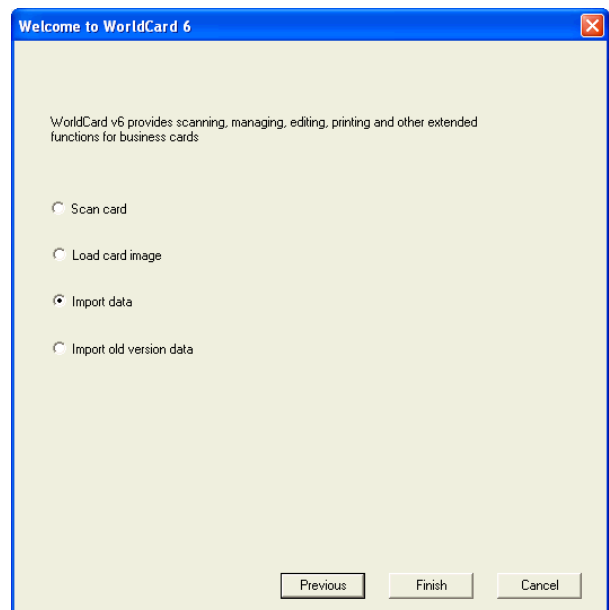 Welcome to WorldCard 6
WorldCard v6 provides scanning, managing, editing, printing and other extended
functions for business cards
Scan card
Load card image
Import data
Import old version data
Previous Finish Cancel